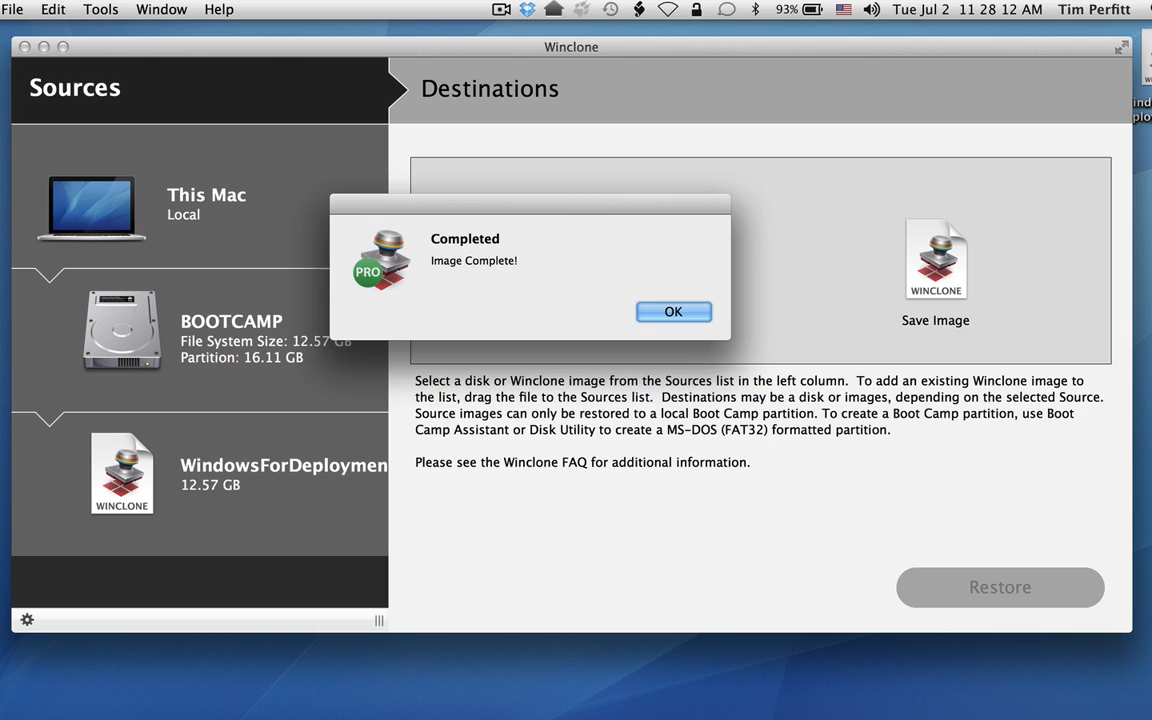 File Edit Tools Window Help 93% Tue Jul 2 11 28 12 AM Tim Perfitt
Winclone
Sources
Destinations
This Mac
Local
BOOTCAMP
File System Size: 12.57 GB
Partition: 16.11 GB
WINCLONE
WindowsForDeploymen
12.57 GB
PRO
Completed
Image Complete!
OK
WINCLONE
Save Image
Select a disk or Winclone image from the Sources list in the left column. To add an existing Winclone image to
the list, drag the file to the Sources list. Destinations may be a disk or images, depending on the selected Source.
Source images can only be restored to a local Boot Camp partition. To create a Boot Camp partition, use Boot
Camp Assistant or Disk Utility to create a MS-DOS (FAT32) formatted partition.
Please see the Winclone FAQ for additional information.
Restore